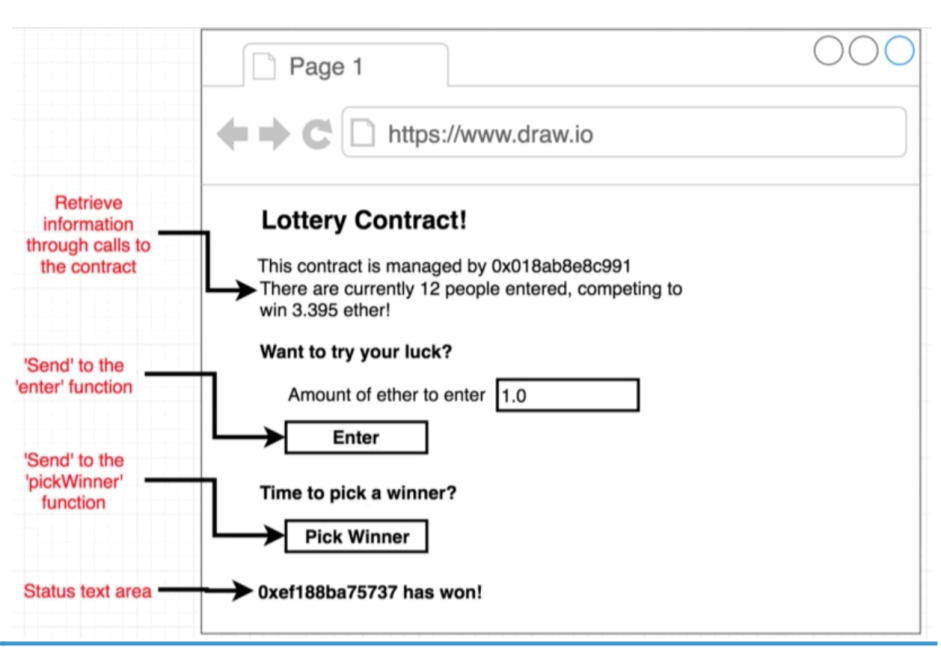 Page 1
https://www.draw.io
Retrieve
information
through calls to
the contract
Lottery Contract!
This contract is managed by 0x018ab8e8c991
There are currently 12 people entered, competing to
win 3.395 ether!
Want to try your luck?
'Send' to the
'enter' function
Amount of ether to enter 1.0
Enter
'Send' to the
'pickWinner'
function
Time to pick a winner?
Pick Winner
Status text area
0xef188ba75737 has won!